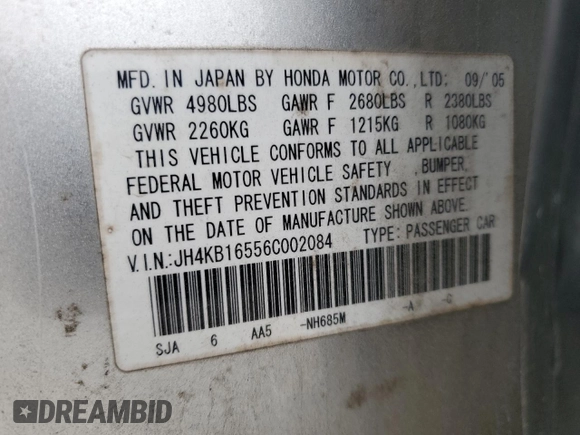 MFD. IN JAPAN BY HONDA MOTOR CO.,LTD: 09/'05
GVWR 4980LBS GAWR F 2680LBS R 2380LBS
GVWR 2260KG GAWR F 1215KG R 1080KG
THIS VEHICLE CONFORMS TO ALL APPLICABLE
FEDERAL MOTOR VEHICLE SAFETY ,BUMPER,
AND THEFT PREVENTION STANDARDS IN EFFECT
ON THE DATE OF MANUFACTURE SHOWN ABOVE.
V.I.N.:JH4KB16556C002084 TYPE: PASSENGER CAR
SJA 6 AA5 -NH685M -A -G
DREAMBID